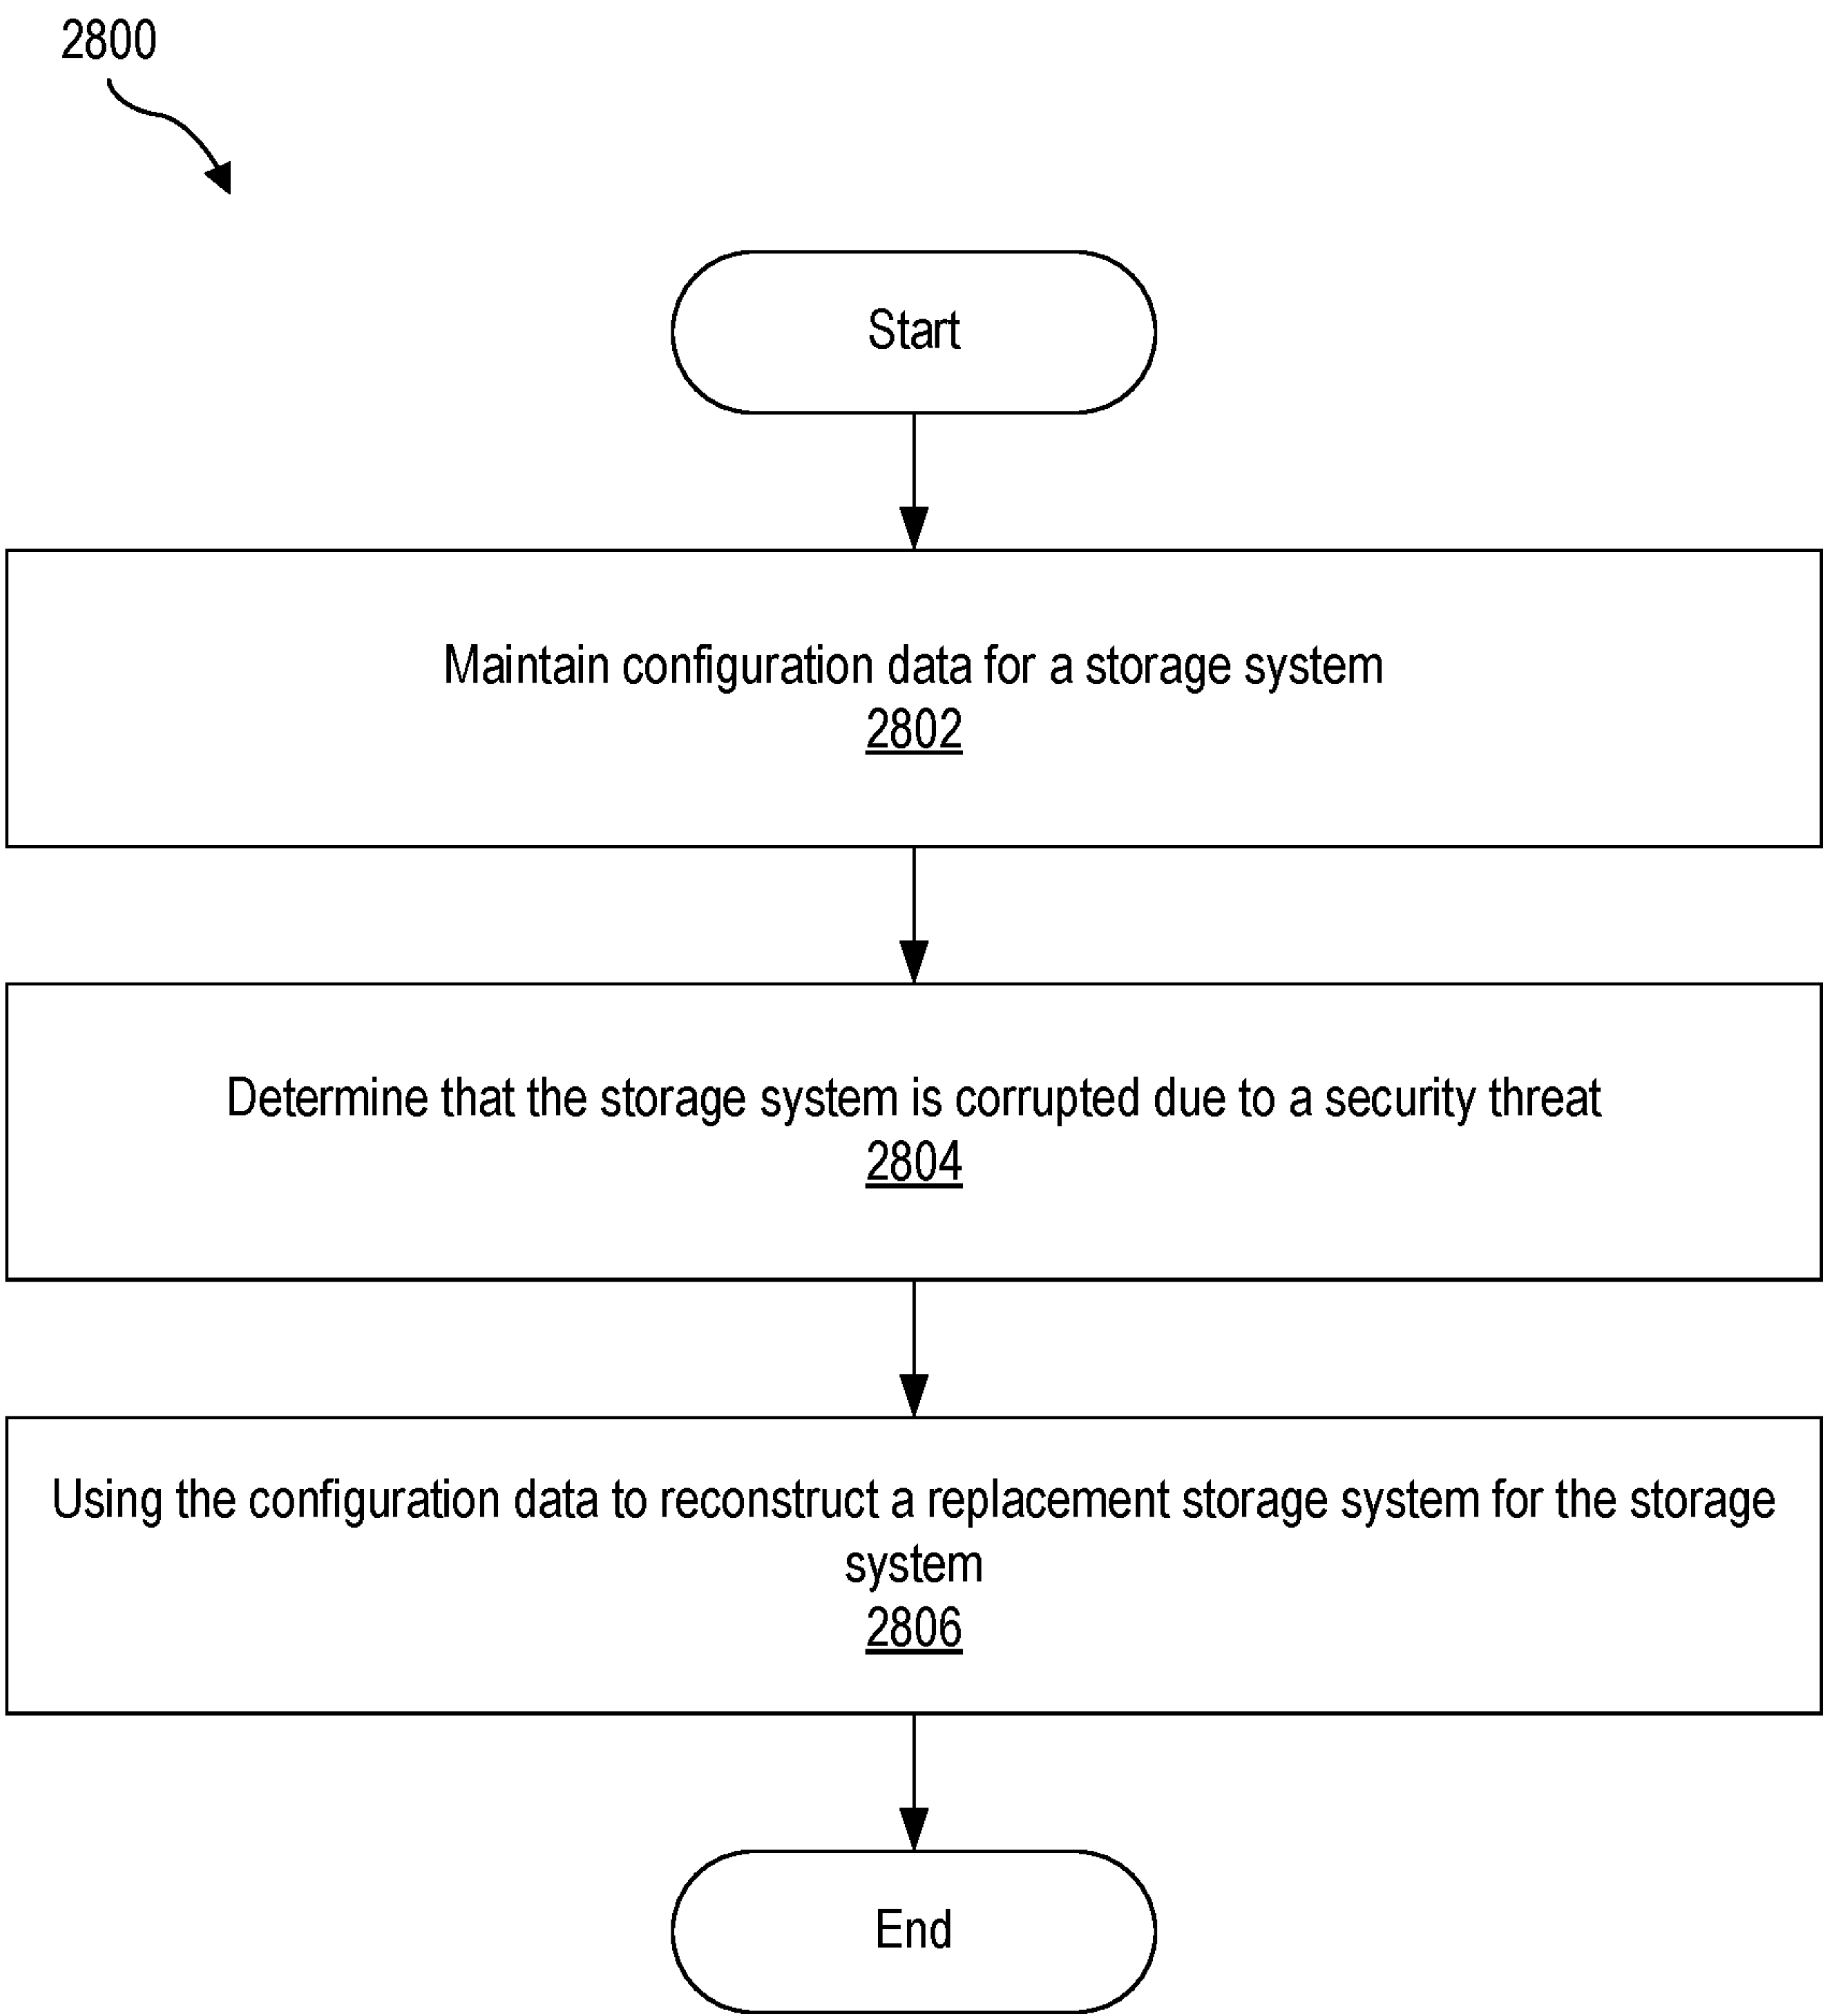 2800
Start
Maintain configuration data for a storage system
2802
Determine that the storage system is corrupted due to a security threat
2804
Using the configuration data to reconstruct a replacement storage system for the storage
system
2806
End